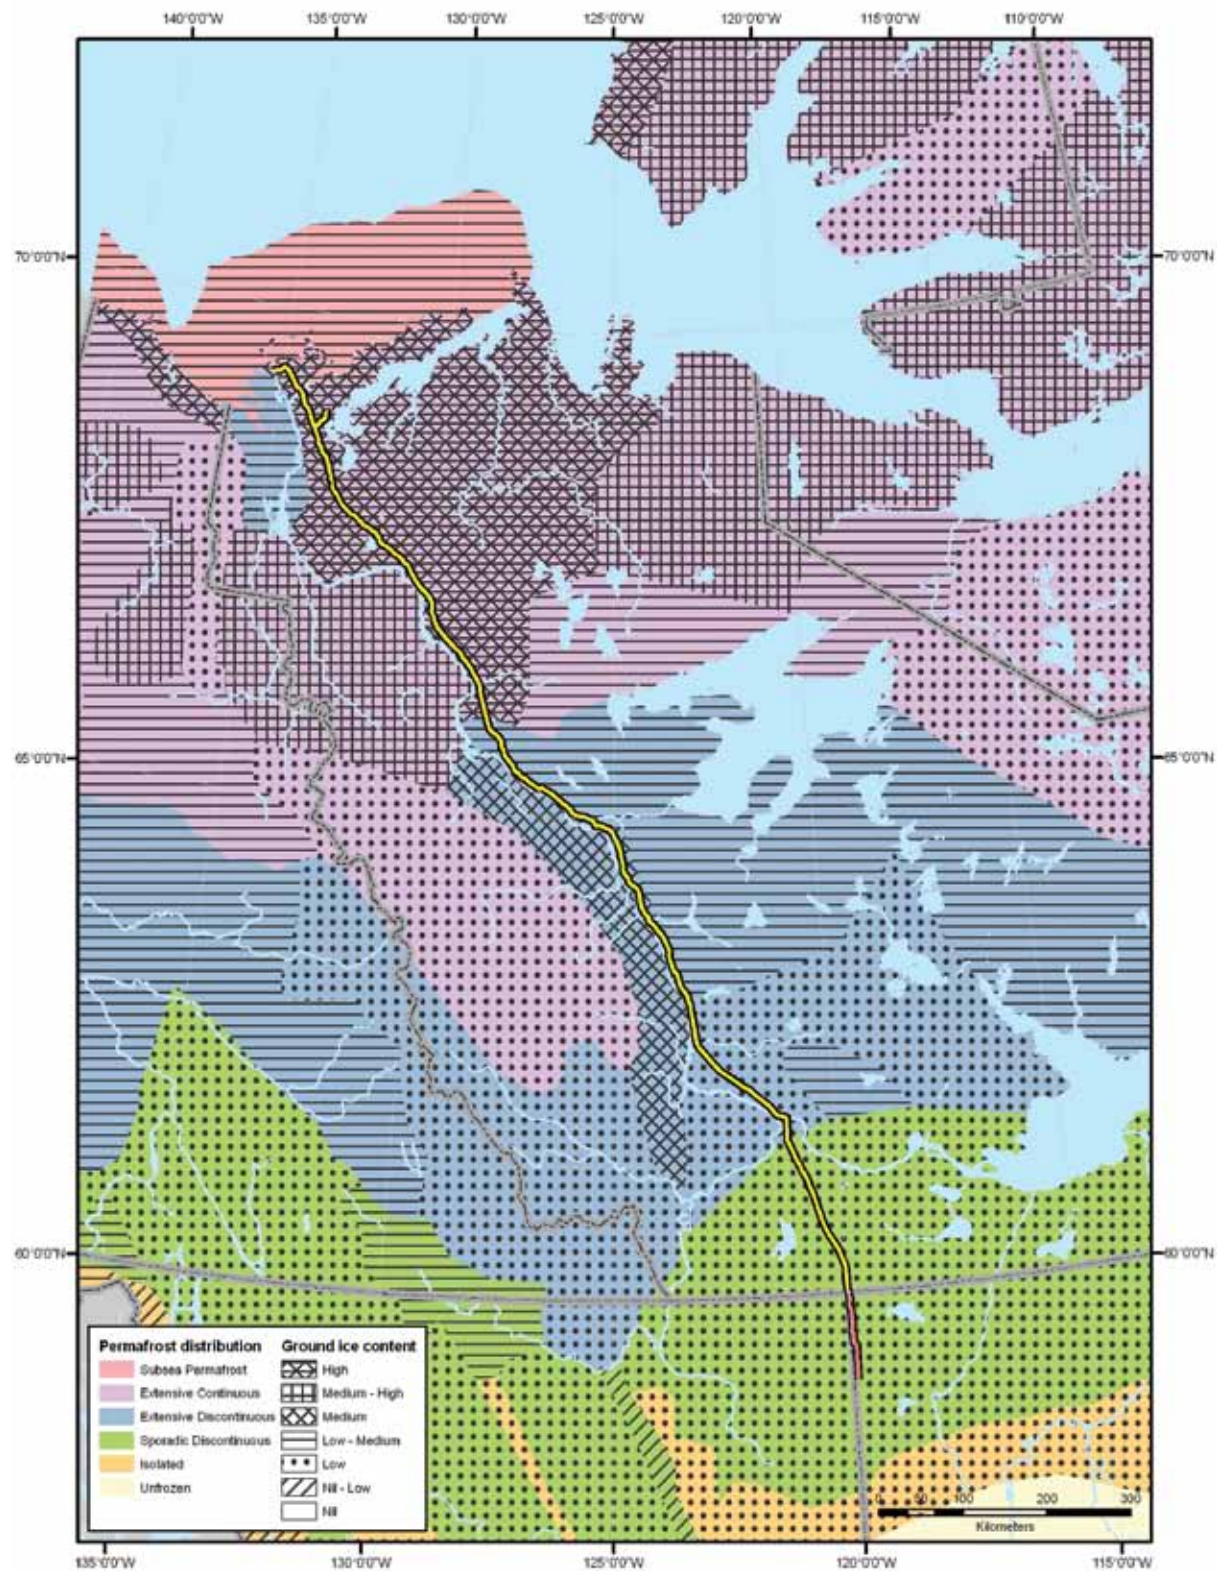 140°0'0"W 135°0'0"W 130°0'0"W 125°0'0"W 120°0'0"W 115°0'0"W 110°0'0"W
70°0'0"N 70°0'0"N
65°0'0"N 65°0'0"N
60°0'0"N 60°0'0"N
Permafrost distribution
Subsea Permafrost
Extensive Continuous
Extensive Discontinuous
Sporadic Discontinuous
Isolated
Unfrozen
Ground ice content
High
Medium - High
Medium
Low - Medium
Low
Nil - Low
Nil
0 50 100 200 300
Kilometers
135°0'0"W 130°0'0"W 125°0'0"W 120°0'0"W 115°0'0"W